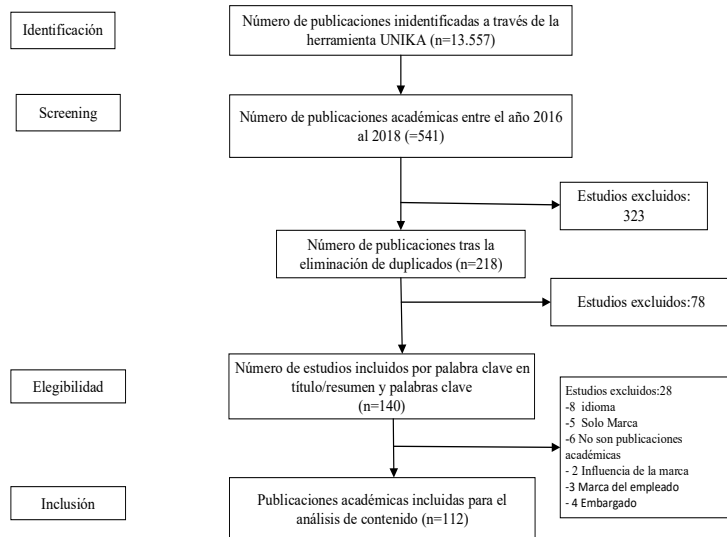 Identificación
Número de publicaciones inidentificadas a través de la
herramienta UNIKA (n=13.557)
Screening
Número de publicaciones académicas entre el año 2016
al 2018 (=541)
Estudios excluidos:
323
Número de publicaciones tras la
eliminación de duplicados (n=218)
Estudios excluidos:78
Elegibilidad
Número de estudios incluidos por palabra clave en
título/resumen y palabras clave
(n=140)
Estudios excluidos:28
-8 idioma
-5 Solo Marca
-6 No son publicaciones
académicas
- 2 Influencia de la marca
-3 Marca del empleado
- 4 Embargado
Inclusión
Publicaciones académicas incluidas para el
análisis de contenido (n=112)